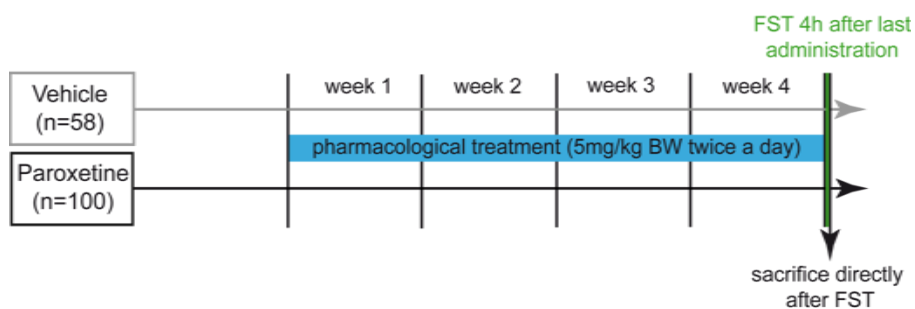 FST 4h after last
administration
week 1
week 2
week 3
week 4
Vehicle
(n=58)
pharmacological treatment (5mg/kg BW twice a day)
Paroxetine
(n=100)
sacrifice directly
after FST